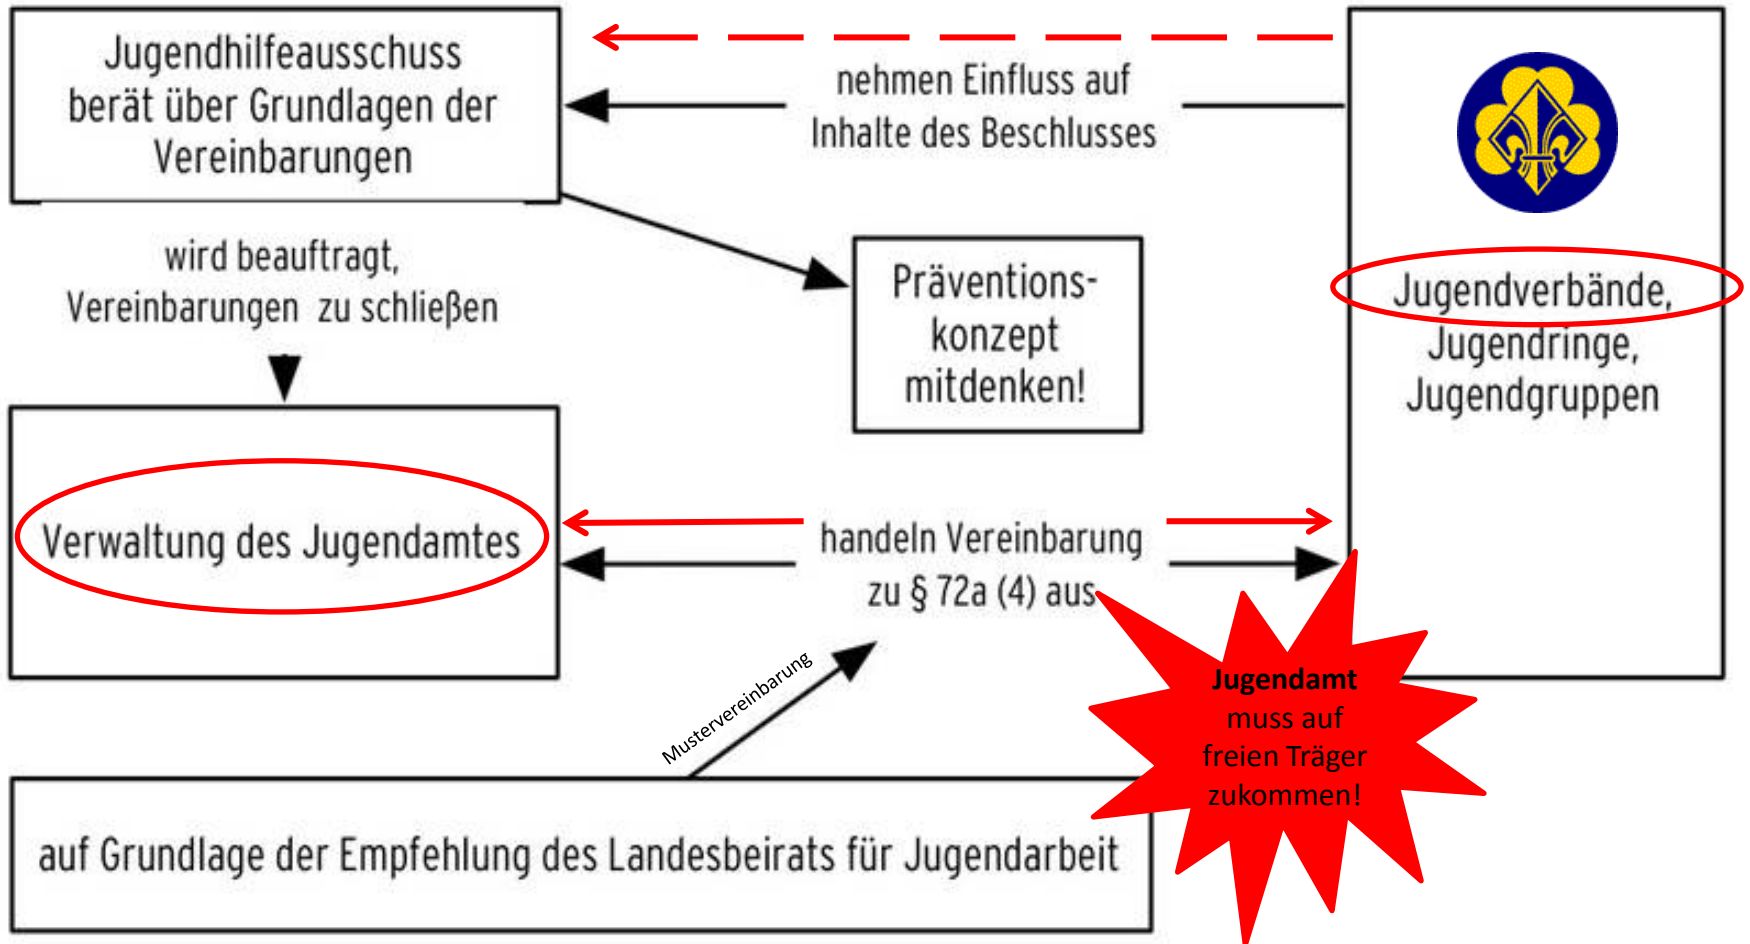 Jugendhilfeausschuss
berät über Grundlagen der
Vereinbarungen
nehmen Einfluss auf
Inhalte des Beschlusses
wird beauftragt,
Vereinbarungen zu schließen
Präventions-
konzept
mitdenken!
Jugendverbände,
Jugendringe,
Jugendgruppen
Verwaltung des Jugendamtes
handeln Vereinbarung
zu § 72a (4) aus
Mustervereinbarung
Jugendamt
muss auf
freien Träger
zukommen!
auf Grundlage der Empfehlung des Landesbeirats für Jugendarbeit